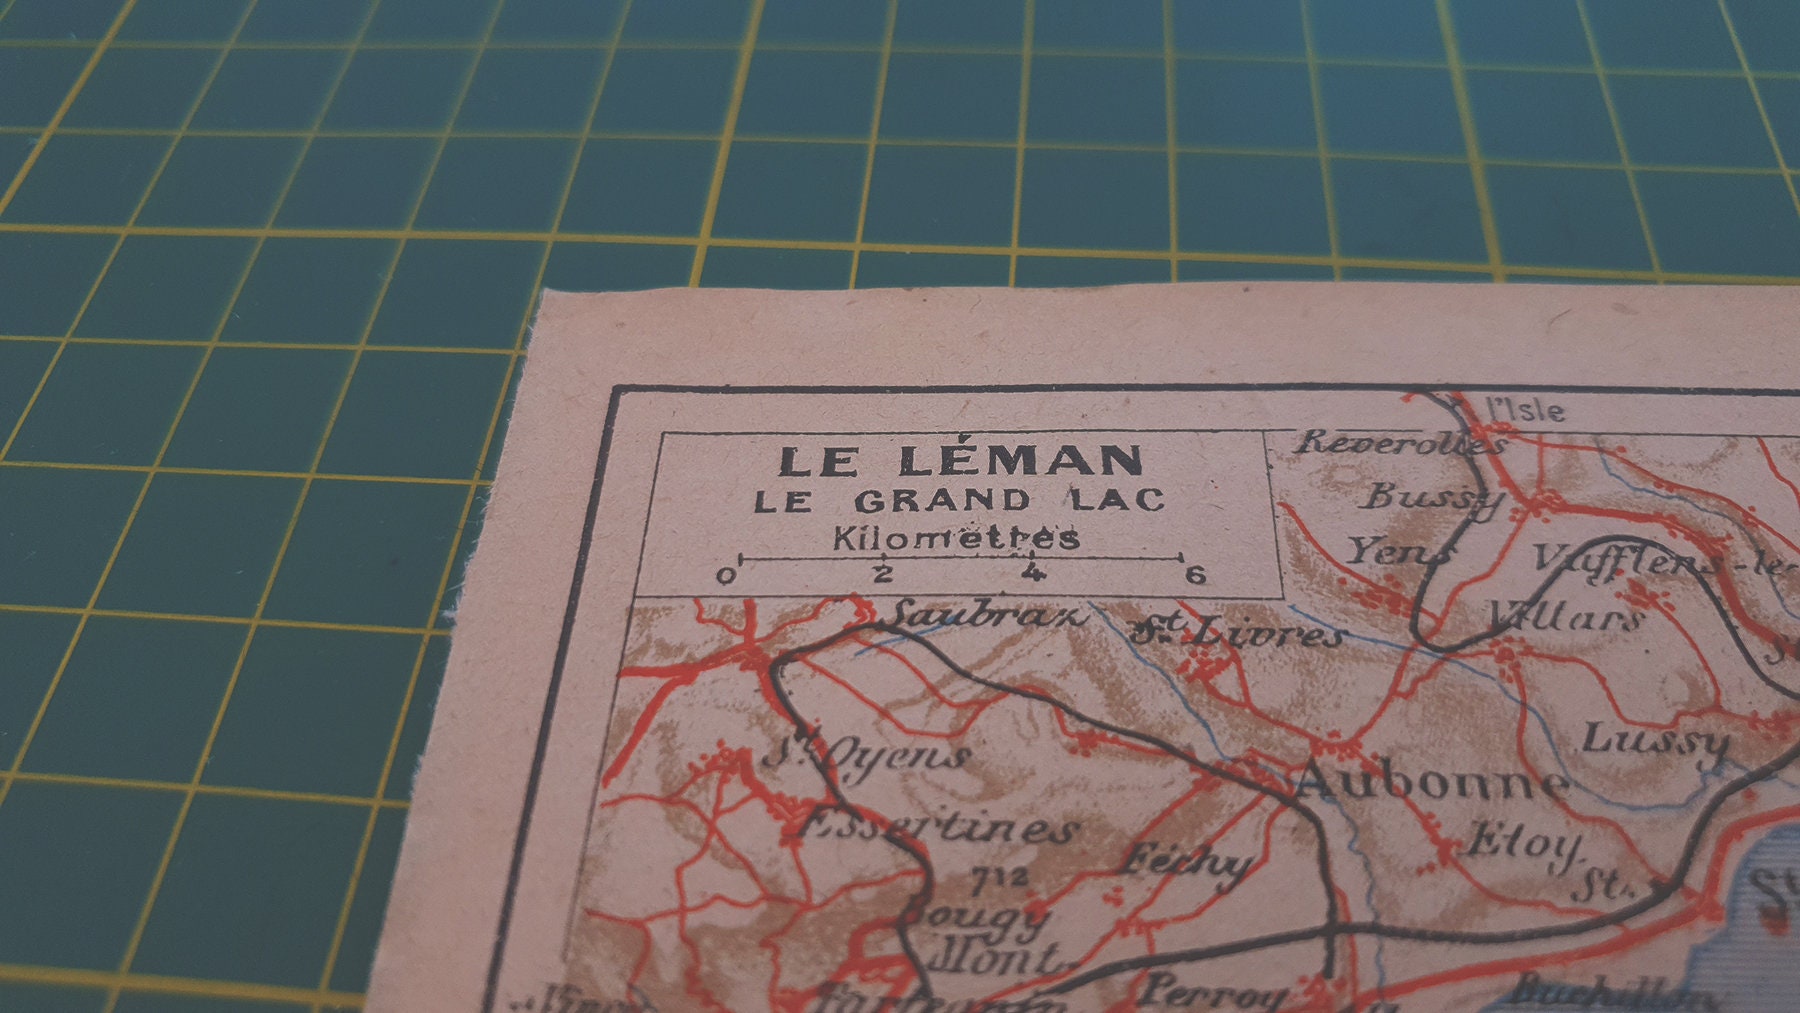 LE LÉMAN
LE GRAND LAC
Kilomètres
0 2 4 6
l'Isle
Reverolles
Bussy
Yens
Vufflens-le-
Villars
Saubraz
St. Livres
St. Oyens
Lussy
Aubonne
Essertines
Etoy
Féchy
712
St.
St
Bougy
Mont
Perroy
Buchillon